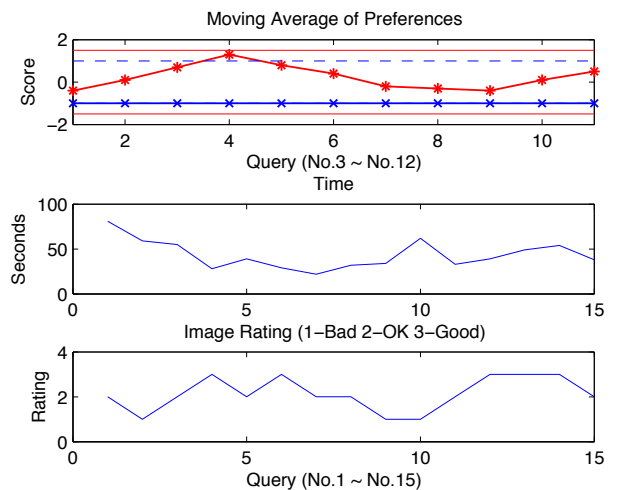 Moving Average of Preferences
2
0
−2
Score
2
4
6
8
10
Query (No.3 ~ No.12)
Time
100
50
0
Seconds
0
5
10
15
Image Rating (1−Bad 2−OK 3−Good)
4
2
0
Rating
0
5
10
15
Query (No.1 ~ No.15)